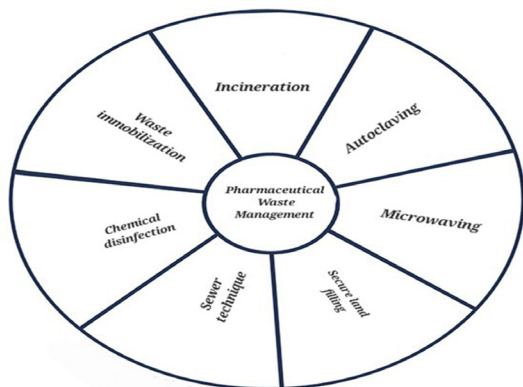 Incineration
Autoclaving
Microwaving
Secure land
filling
Sewer
technique
Chemical
disinfection
Waste
immobilization
Pharmaceutical
Waste
Management